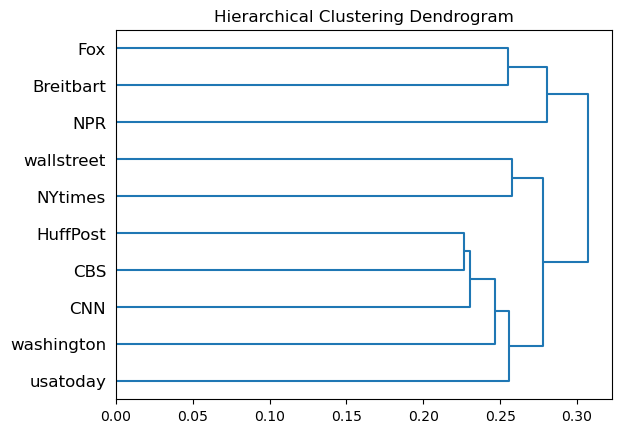 Hierarchical Clustering Dendrogram
Fox
Breitbart
NPR
wallstreet
NYtimes
HuffPost
CBS
CNN
washington
usatoday
0.00 0.05 0.10 0.15 0.20 0.25 0.30